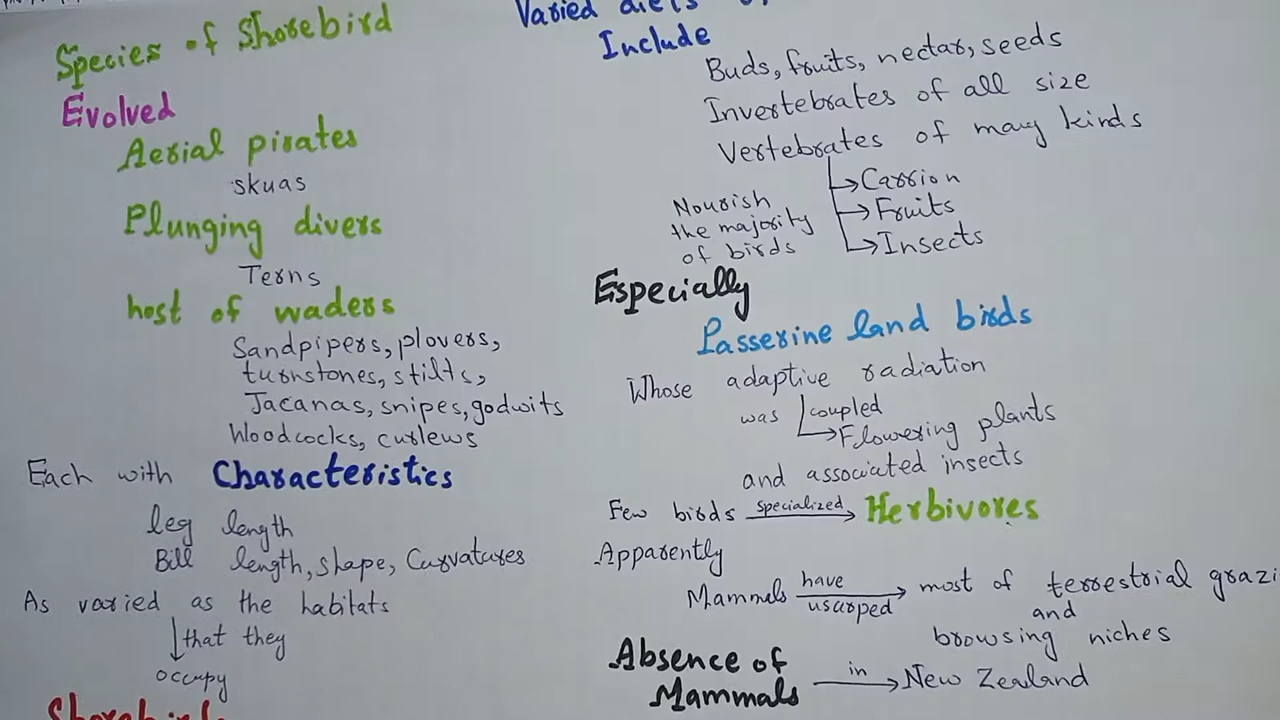 Species of Shorebird
Evolved
Aerial pirates
skuas
Plunging divers
Terns
host of waders
Sandpipers, plovers,
turnstones, stilts,
Jacanas, snipes, godwits
Woodcocks, curlews
Each with Characteristics
leg length
Bill length, shape, Curvatures
As varied as the habitats
that they
occupy
Varied diets
Include
Buds, fruits, nectar, seeds
Invertebrates of all size
Vertebrates of many kinds
Carrion
Fruits
Insects
Nourish
the majority
of birds
Especially
Passerine land birds
Whose adaptive radiation
was coupled
Flowering plants
and associated insects
Few birds specialized Herbivores
Apparently
Mammals have usurped most of terrestrial grazi
and
browsing niches
Absence of
Mammals in New Zealand